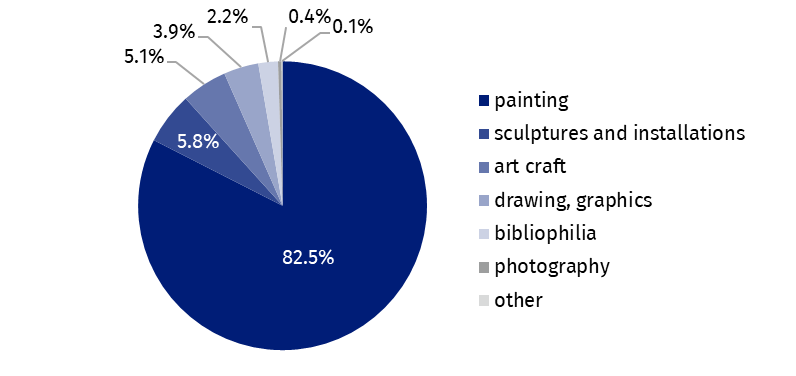 2.2%
0.4%
0.1%
3.9%
5.1%
5.8%
82.5%
painting
sculptures and installations
art craft
drawing, graphics
bibliophilia
photography
other